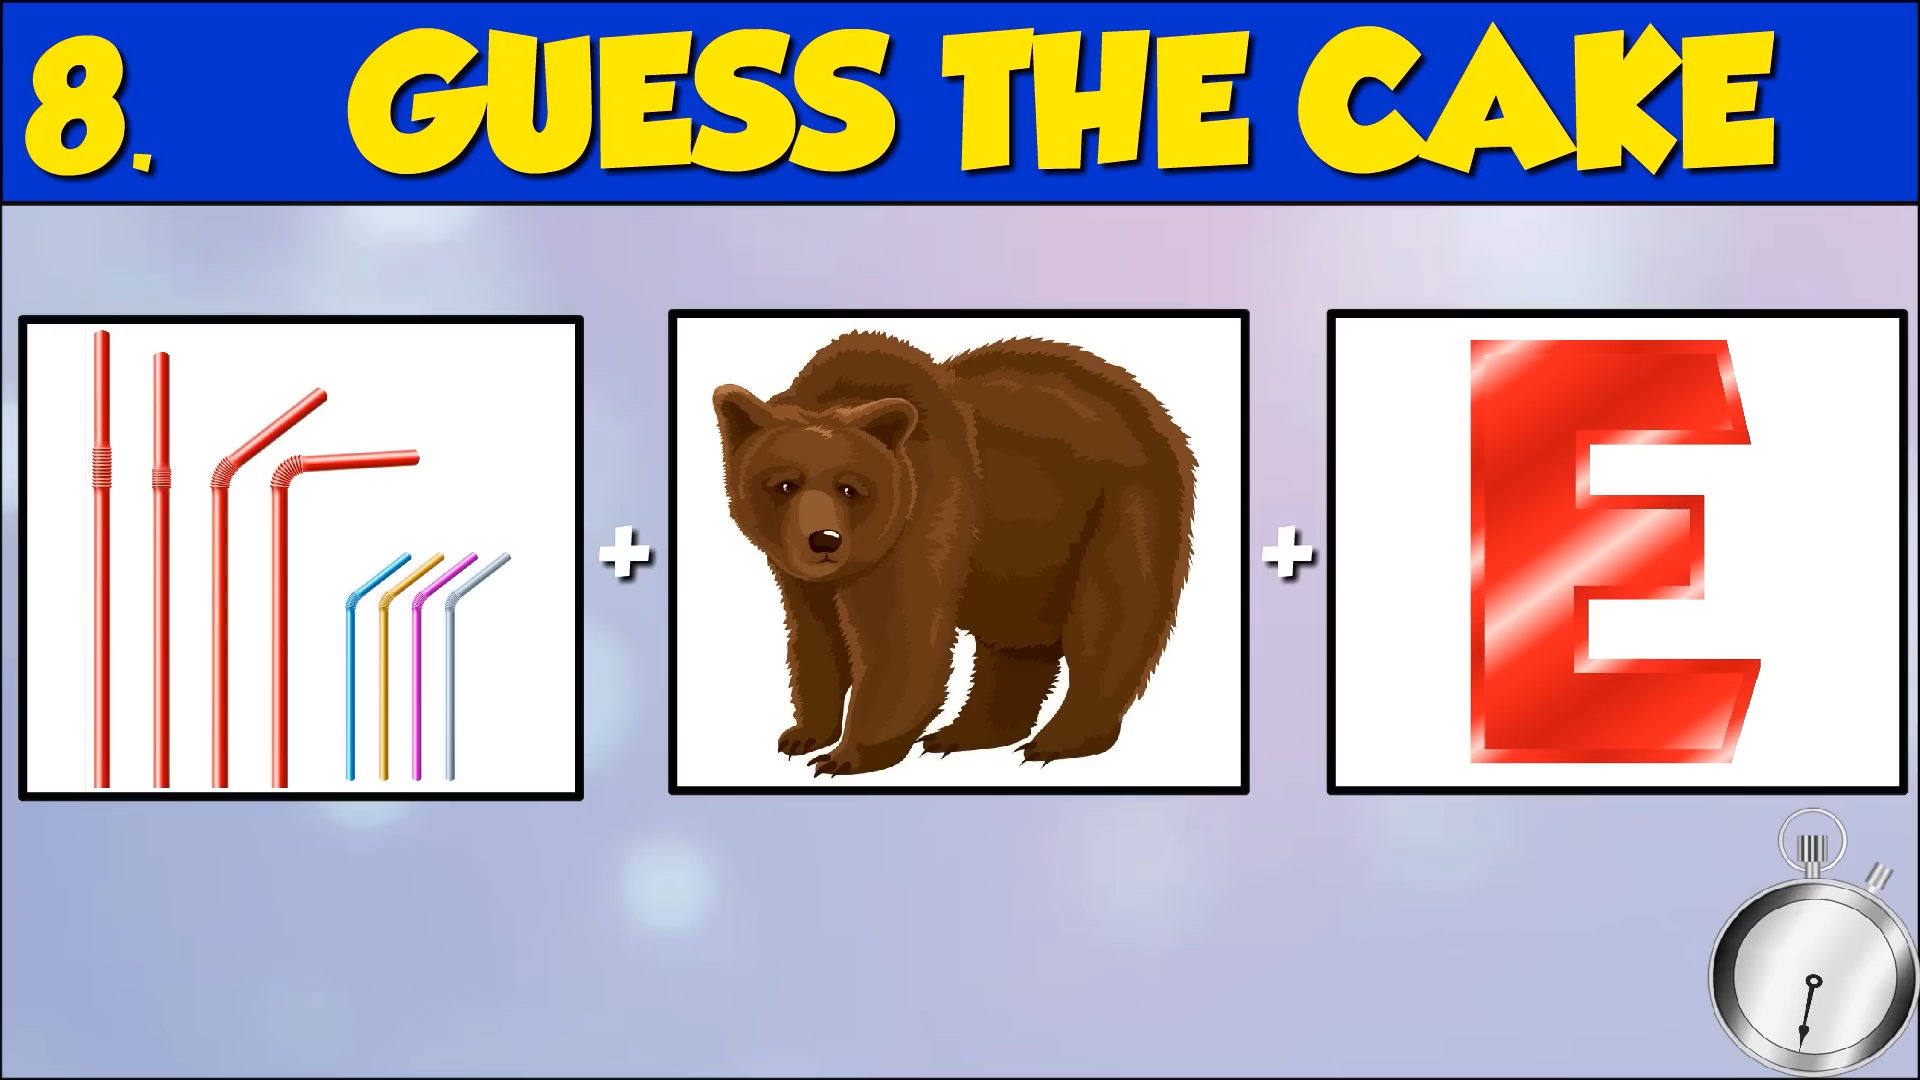 8. GUESS THE CAKE
+ +
E